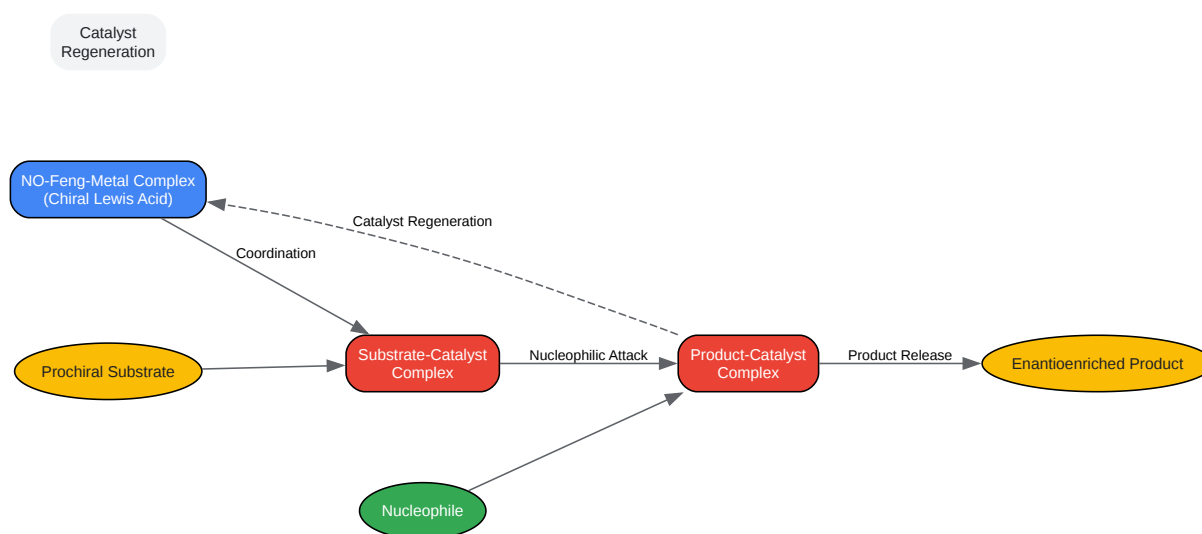 Catalyst
Regeneration
NO-Feng-Metal Complex
(Chiral Lewis Acid)
Catalyst Regeneration
Coordination
Prochiral Substrate
Substrate-Catalyst
Complex
Nucleophilic Attack
Product-Catalyst
Complex
Product Release
Enantioenriched Product
Nucleophile